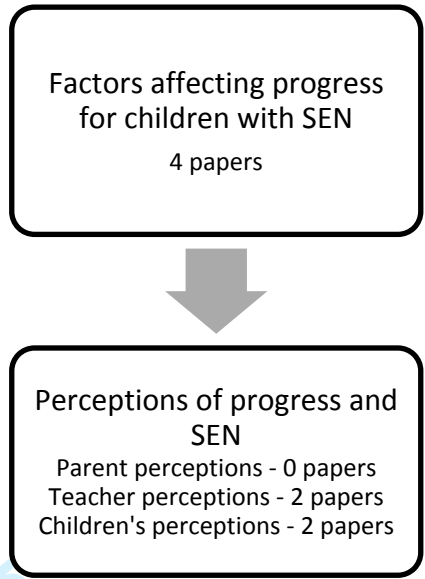 Factors affecting progress
for children with SEN
4 papers
Perceptions of progress and
SEN
Parent perceptions - 0 papers
Teacher perceptions - 2 papers
Children's perceptions - 2 papers